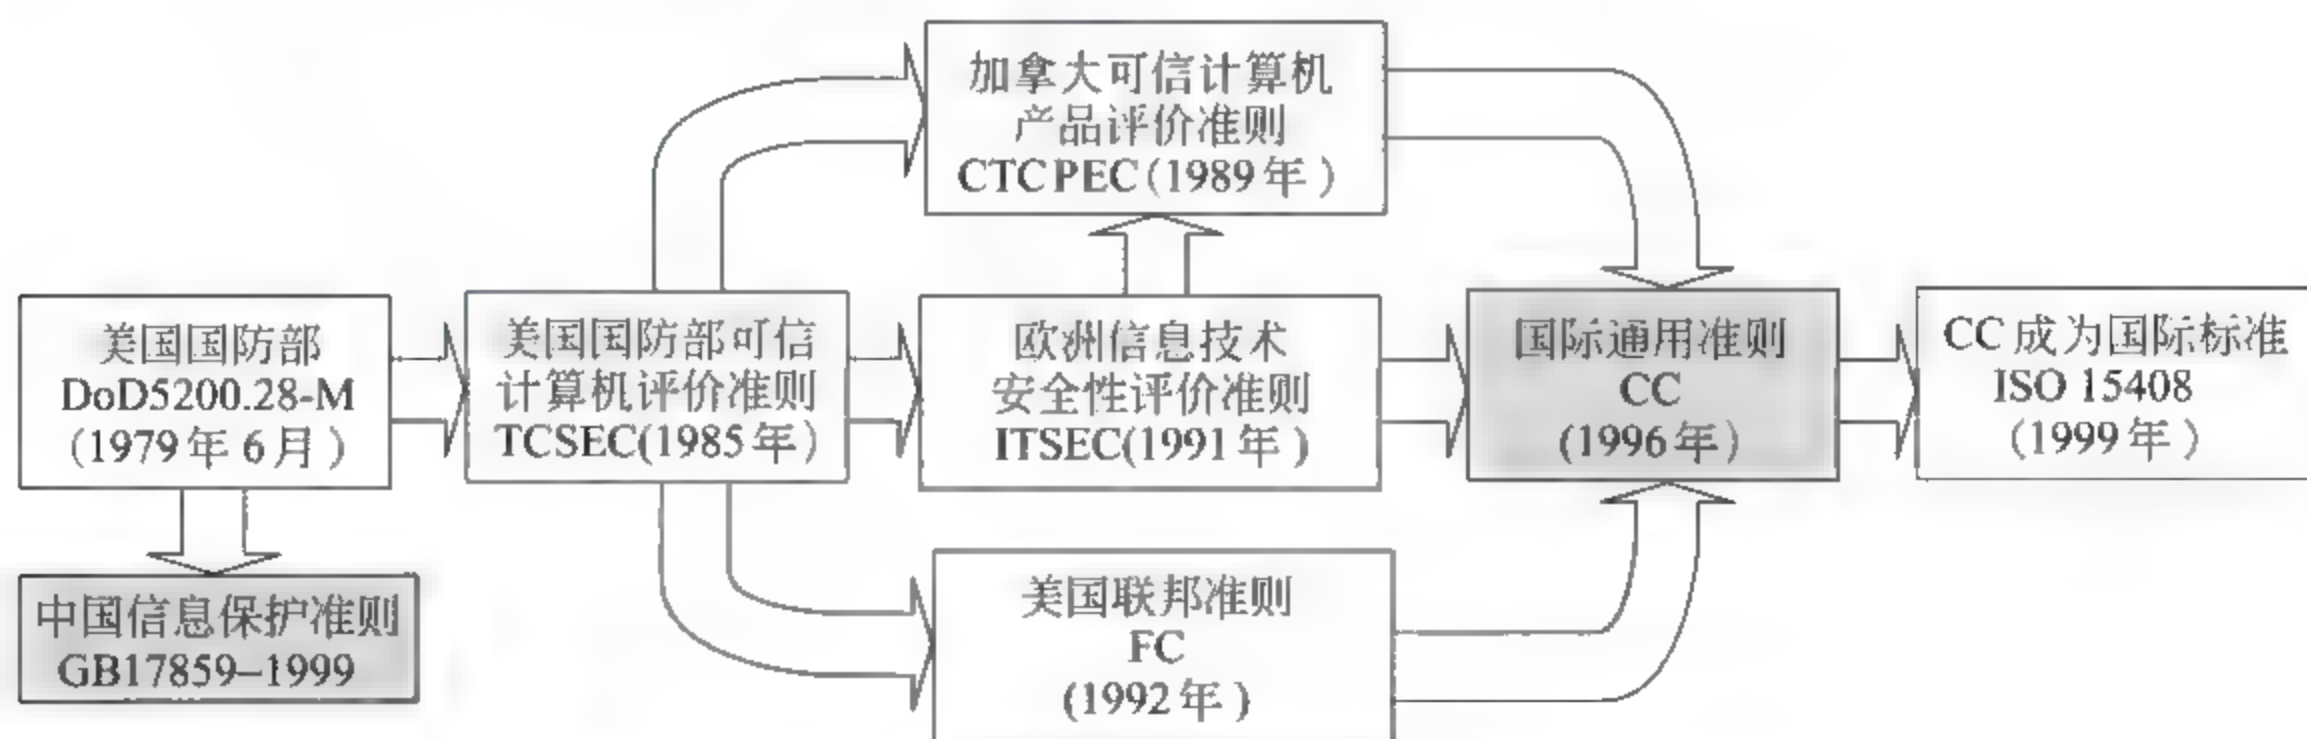 加拿大可信计算机
产品评价准则
CTCPEC(1989年)
美国国防部
DoD5200.28-M
(1979年6月)
美国国防部可信
计算机评价准则
TCSEC(1985年)
欧洲信息技术
安全性评价准则
ITSEC(1991年)
国际通用准则
CC
(1996年)
CC成为国际标准
ISO 15408
(1999年)
中国信息保护准则
GB17859–1999
美国联邦准则
FC
(1992年)